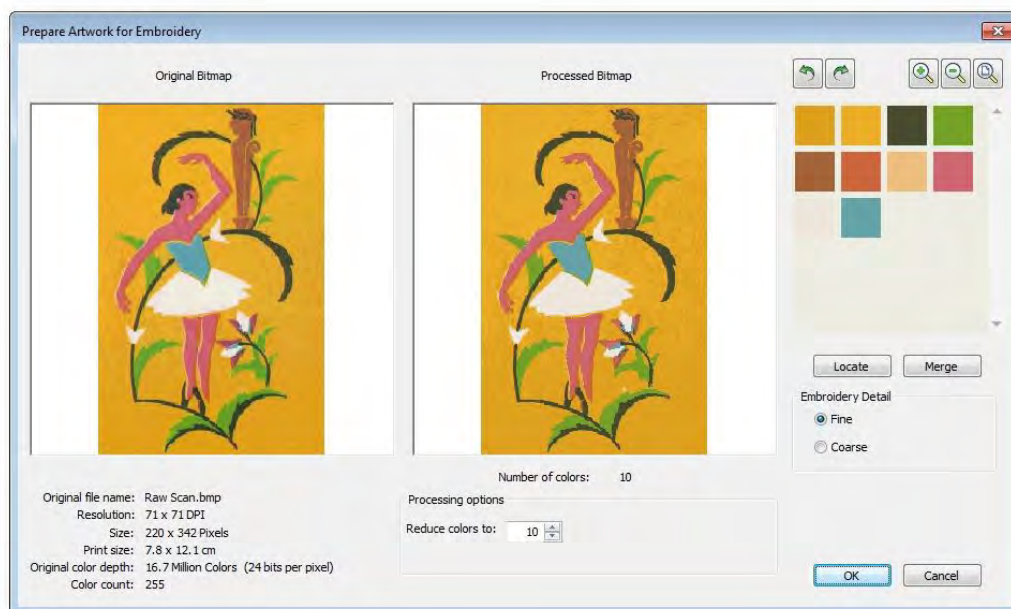 Prepare Artwork for Embroidery
Original Bitmap
Processed Bitmap
Locate
Merge
Embroidery Detail
Fine
Coarse
Number of colors: 10
Processing options
Reduce colors to: 10
Original file name: Raw Scan.bmp
Resolution: 71 x 71 DPI
Size: 220 x 342 Pixels
Print size: 7.8 x 12.1 cm
Original color depth: 16.7 Million Colors (24 bits per pixel)
Color count: 255
OK
Cancel